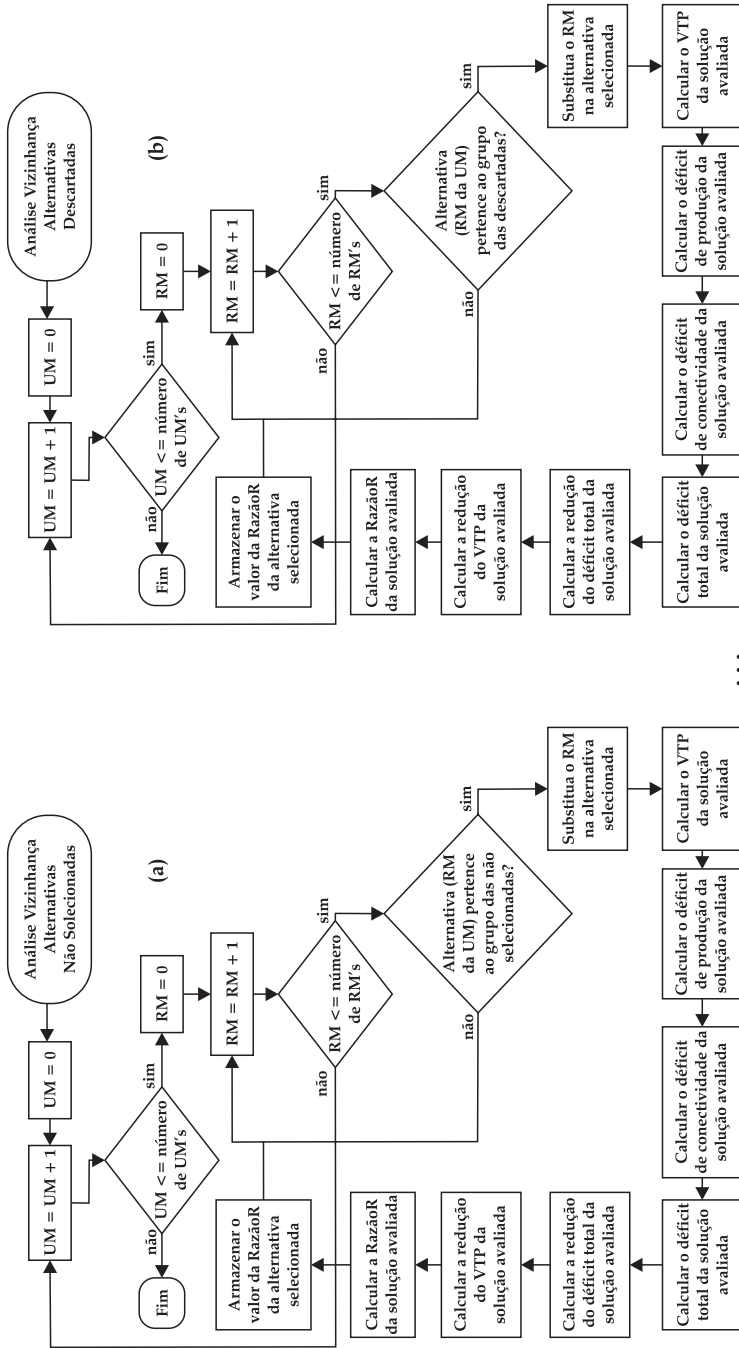 Análise Vizinhança
Alternativas
Não Solecionadas
(a)
UM = 0
UM = UM + 1
UM <= número
de UM´s
sim
não
Fim
RM = 0
RM = RM + 1
RM <= número
de RM’s
sim
não
Alternativa (RM
da UM) pertence
ao grupo das não
selecionadas?
sim
não
Substitua o RM
na alternativa
selecionada
Calcular o VTP
da solução
avaliada
Calcular o déficit
de produção da
solução avaliada
Calcular o déficit
de conectividade da
solução avaliada
Calcular o déficit
total da solução
avaliada
Calcular a redução
do déficit total da
solução avaliada
Calcular a redução
do VTP da
solução avaliada
Calcular a RazãoR
da solução avaliada
Armazenar o
valor da RazãoR
da alternativa
selecionada
Análise Vizinhança
Alternativas
Descartadas
(b)
UM = 0
UM = UM + 1
UM <= número
de UM´s
sim
não
Fim
RM = 0
RM = RM + 1
RM <= número
de RM’s
sim
não
Alternativa
(RM da UM)
pertence ao grupo
das descartadas?
sim
não
Substitua o RM
na alternativa
selecionada
Calcular o VTP
da solução
avaliada
Calcular o déficit
de produção da
solução avaliada
Calcular o déficit
de conectividade da
solução avaliada
Calcular o déficit
total da solução
avaliada
Calcular a redução
do déficit total da
solução avaliada
Calcular a redução
do VTP da
solução avaliada
Calcular a RazãoR
da solução avaliada
Armazenar o
valor da RazãoR
da alternativa
selecionada
...